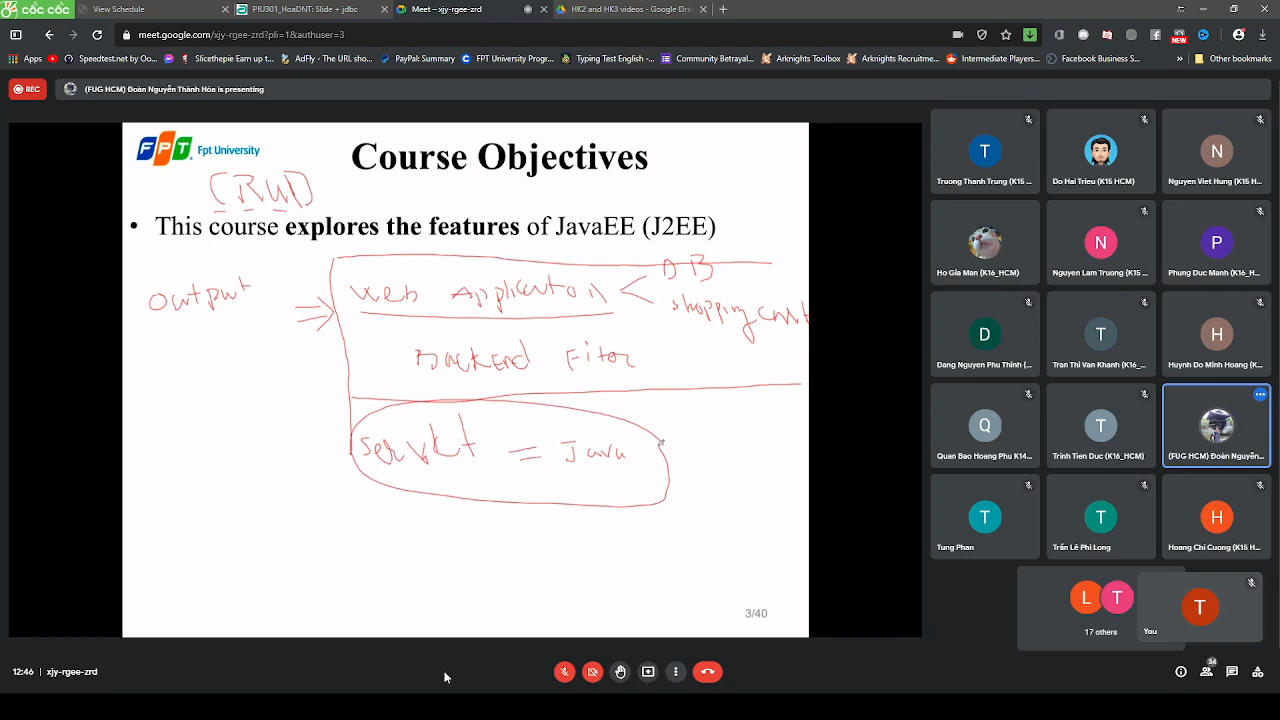 CỐC CỐC
View Schedule
PRJ301_HoaDNT: Slide + jdbc
Meet – xjy-rgee-zrd
HK2 and HK3 videos - Google Driv
meet.google.com/xjy-rgee-zrd?pli=1&authuser=3
NEW
Apps
Speedtest.net by Oo...
Slicethepie Earn up t...
AdFly - The URL sho...
PayPal: Summary
FPT University Progr...
Typing Test English -...
Community Betrayal...
Arknights Toolbox
Arknights Recruitme...
Intermediate Players...
Facebook Business S...
Other bookmarks
REC
(FUG HCM) Đoàn Nguyễn Thành Hòa is presenting
FPT Fpt University
Course Objectives
CRUD
• This course explores the features of JavaEE (J2EE)
DB
output
Web Application
shopping cart
Backend
Servlet = Java
3/40
T
Truong Thanh Trung (K15 HCM)
Do Hai Trieu (K15 HCM)
N
Nguyen Viet Hung (K15 H...
Ho Gia Man (K16_HCM)
N
Nguyen Lam Truong (K15...
P
Phung Duc Manh (K16_HC...
D
Dang Nguyen Phu Thinh (...
T
Tran Thi Van Khanh (K16_...
H
Huynh Do Minh Hoang (K...
Q
Quan Bao Hoang Phu K14...
T
Trinh Tien Duc (K16_HCM)
(FUG HCM) Đoàn Nguyễn...
T
Tung Phan
T
Trần Lê Phi Long
H
Hoang Chi Cuong (K15 H...
L
T
17 others
T
You
12:46
xjy-rgee-zrd
34